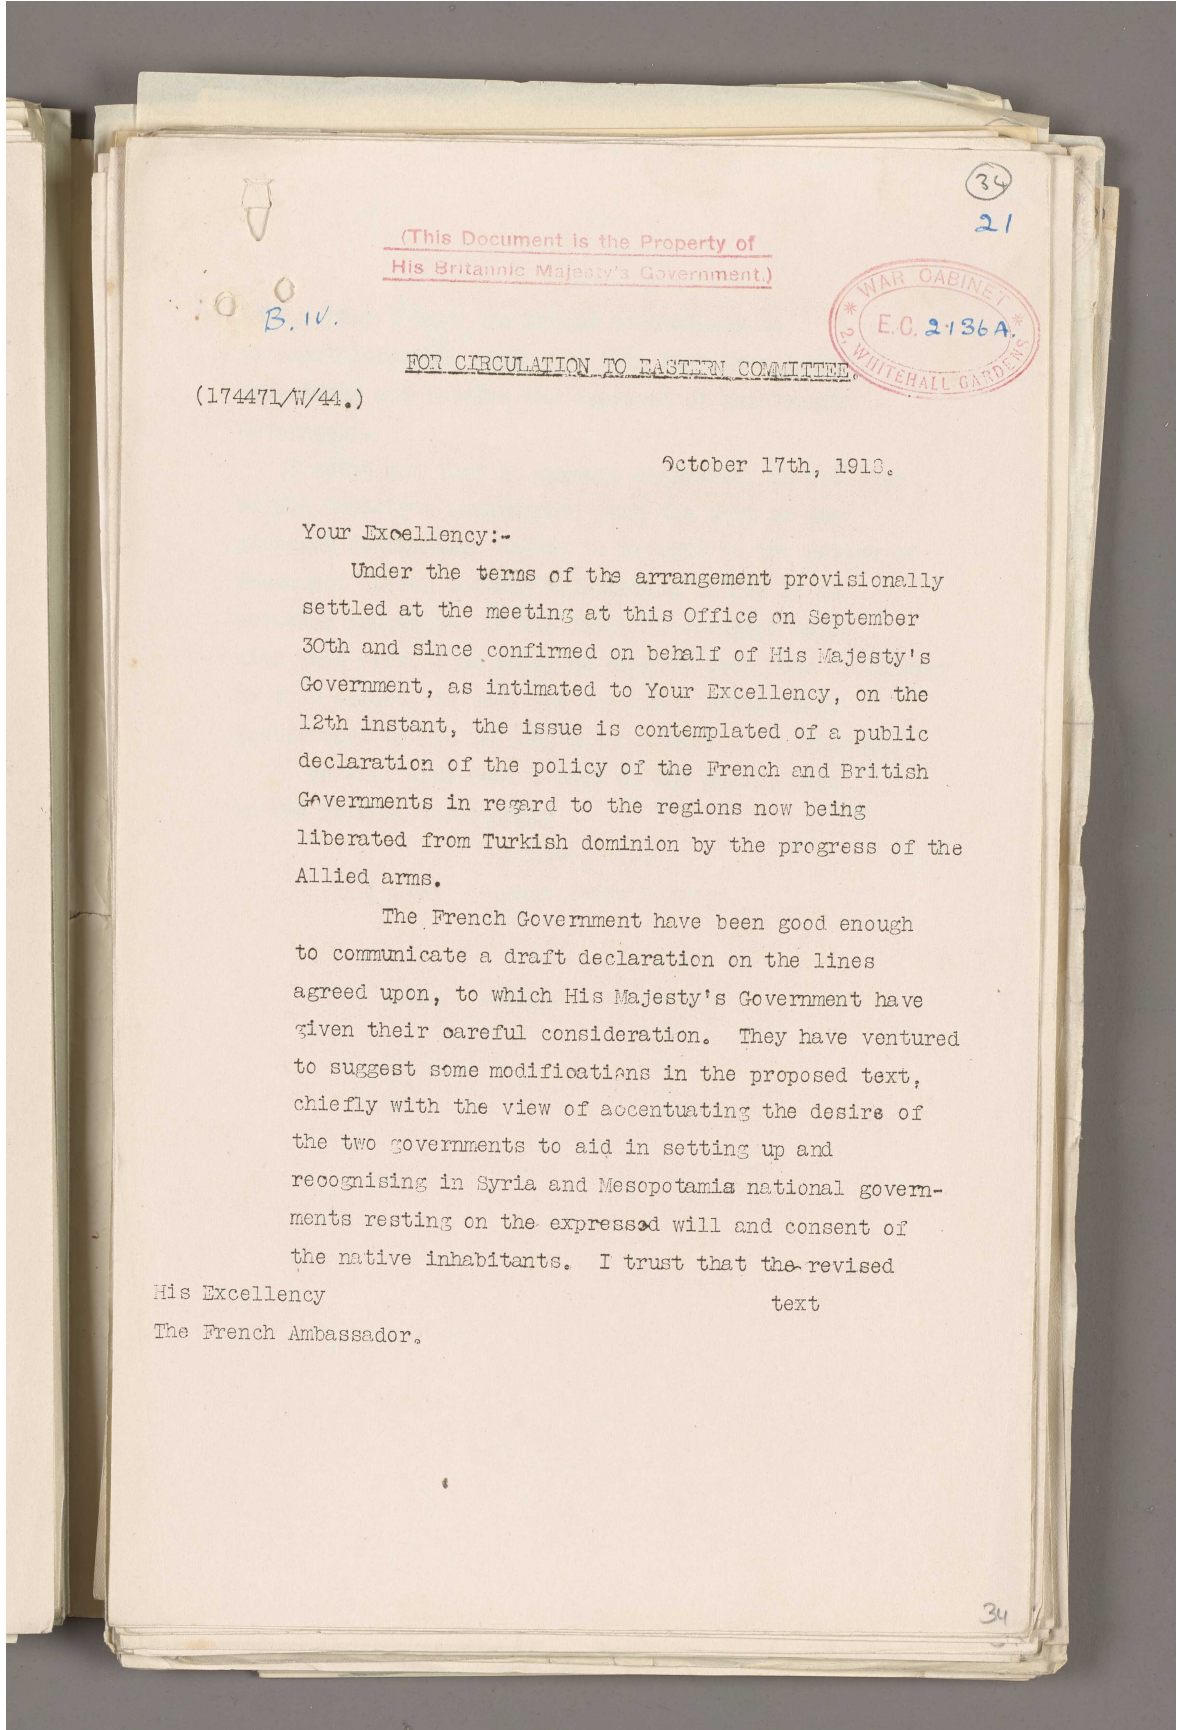 34
21
(This Document is the Property of
His Britannic Majesty's Government.)
WAR CABINET
E.C. 2136A.
2, WHITEHALL GARDENS
B.IV.
FOR CIRCULATION TO EASTERN COMMITTEE.
(174471/W/44.)
October 17th, 1918.
Your Excellency:-
Under the terms of the arrangement provisionally
settled at the meeting at this Office on September
30th and since confirmed on behalf of His Majesty's
Government, as intimated to Your Excellency, on the
12th instant, the issue is contemplated of a public
declaration of the policy of the French and British
Governments in regard to the regions now being
liberated from Turkish dominion by the progress of the
Allied arms.
The French Government have been good enough
to communicate a draft declaration on the lines
agreed upon, to which His Majesty's Government have
given their careful consideration. They have ventured
to suggest some modifications in the proposed text,
chiefly with the view of accentuating the desire of
the two governments to aid in setting up and
recognising in Syria and Mesopotamia national govern-
ments resting on the expressed will and consent of
the native inhabitants. I trust that the revised
text
His Excellency
The French Ambassador.
34